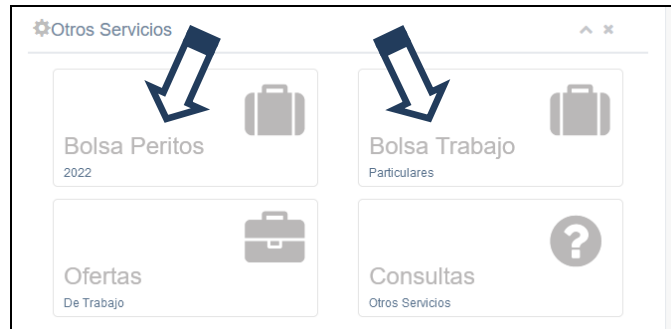 Otros Servicios
Bolsa Peritos
2022
Bolsa Trabajo
Particulares
Ofertas
De Trabajo
Consultas
Otros Servicios